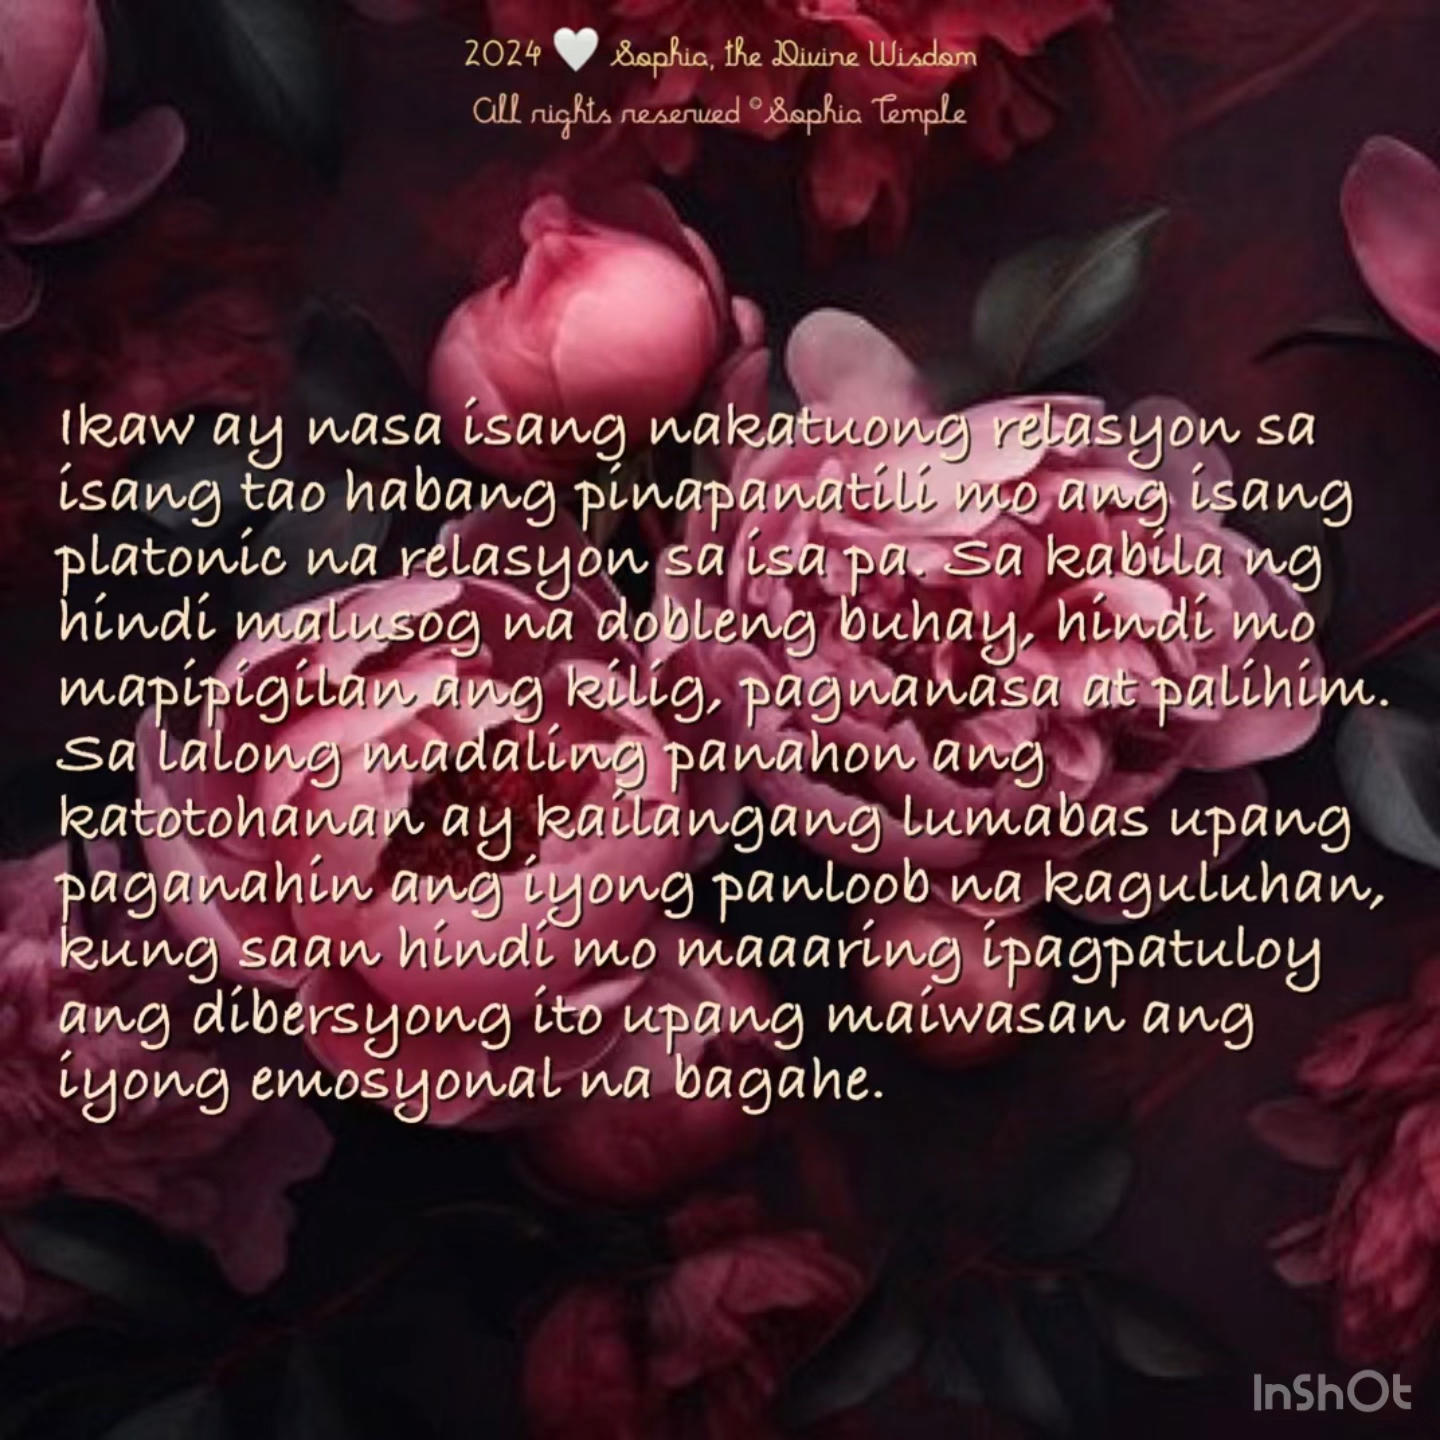 2024 🤍 Sophia, the Divine Wisdom
All rights reserved ©Sophia Temple
Ikaw ay nasa isang nakatuong relasyon sa
isang tao habang pinapanatili mo ang isang
platonic na relasyon sa isa pa. Sa kabila ng
hindi malusog na dobleng buhay, hindi mo
mapipigilan ang kilig, pagnanasa at palihim.
Sa lalong madaling panahon ang
katotohanan ay kailangang lumabas upang
paganahin ang iyong panloob na kaguluhan,
kung saan hindi mo maaaring ipagpatuloy
ang dibersyong ito upang maiwasan ang
iyong emosyonal na bagahe.
InShOt